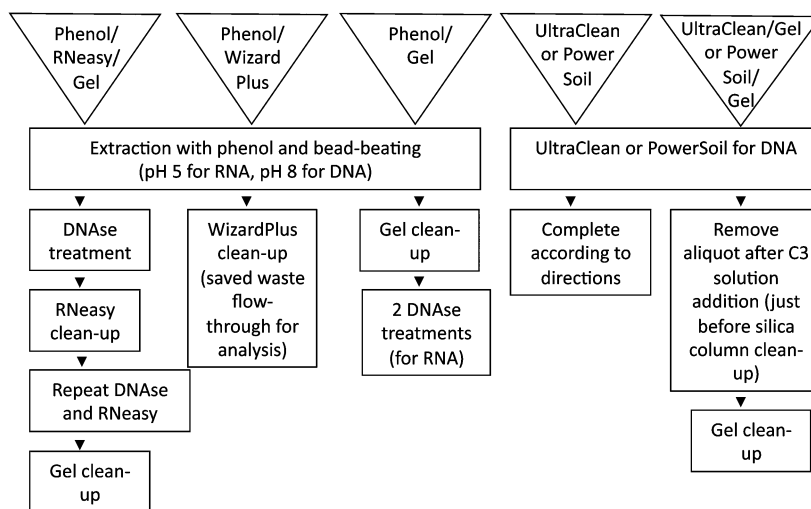 Phenol/
RNeasy/
Gel
Phenol/
Wizard
Plus
Phenol/
Gel
UltraClean
or Power
Soil
UltraClean/Gel
or Power
Soil/
Gel
Extraction with phenol and bead-beating
(pH 5 for RNA, pH 8 for DNA)
UltraClean or PowerSoil for DNA
DNAse
treatment
RNeasy
clean-up
Repeat DNAse
and RNeasy
Gel clean-
up
WizardPlus
clean-up
(saved waste
flow-
through for
analysis)
Gel clean-
up
2 DNAse
treatments
(for RNA)
Complete
according to
directions
Remove
aliquot after C3
solution
addition (just
before silica
column clean-
up)
Gel clean-
up